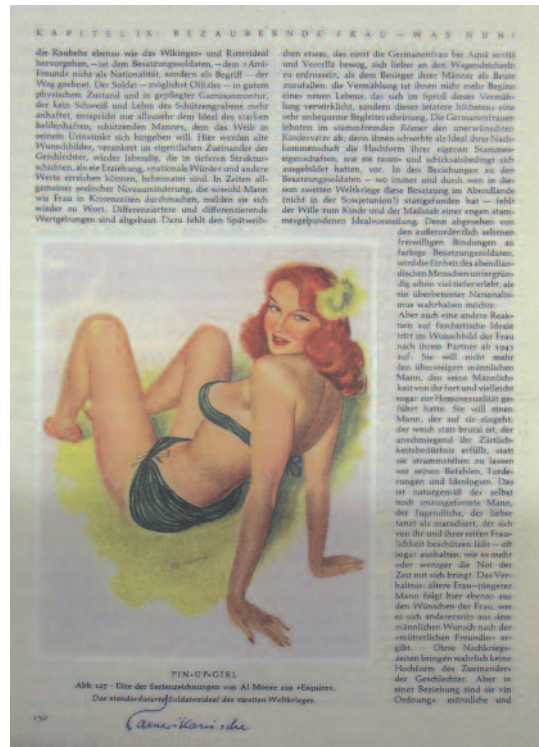 KAPITEL IX: BEZAUBERNDE FRAU — WAS NUN?
die Rauhehe ebenso wie das Wikinger- und Ritterideal
hervorgehen, – ist dem Besatzungssoldaten, – dem »Ami-
Freund« nicht als Nationalität, sondern als Begriff – der
Weg geebnet. Der Soldat – möglichst Offizier – in gutem
physischem Zustand und in gepflegter Garnisonmontur,
der kein Schweiß und Lehm des Schützengrabens mehr
anhaftet, entspricht nur allzusehr dem Ideal des starken
heldenhaften, schützenden Mannes, dem das Weib in
seinem Urinstinkt sich hingeben will. Hier werden alte
Wunschbilder, verankert im eigentlichen Zueinander der
Geschlechter, wieder lebendig, die in tieferen Struktur-
schichten, als sie Erziehung, »nationale Würde« und andere
Werte erreichen können, beheimatet sind. In Zeiten all-
gemeiner seelischer Niveauminderung, die sowohl Mann
wie Frau in Krisenzeiten durchmachen, melden sie sich
wieder zu Wort. Differenziertere und differenzierende
Wertgebungen sind abgebaut. Dazu fehlt den Spätweib-
chen etwas, das einst die Germanenfrau bei Aquä sextiä
und Vercellä bewog, sich lieber an den Wagendeichseln
zu erdrosseln, als dem Besieger ihrer Männer als Beute
zuzufallen: die Vermählung ist ihnen nicht mehr Beginn
eines neuen Lebens, das sich im Sproß dieser Vermäh-
lung verwirklicht, sondern dieser letztere höchstens eine
sehr unbequeme Begleiterscheinung. Die Germanenfrauen
lehnten im stammfremden Römer den unerwünschten
Kindesvater ab, denn ihnen schwebte als Ideal ihrer Nach-
kommenschaft die Hochform ihrer eigenen Stammes-
eigenschaften, wie sie raum- und schicksalsbedingt sich
ausgebildet hatten, vor. In den Beziehungen zu den
Besatzungssoldaten – wo immer und durch wen in die-
sem zweiten Weltkriege diese Besatzung im Abendlande
(nicht in der Sowjetunion!) stattgefunden hat – fehlt
der Wille zum Kinde und der Maßstab einer engen stam-
mesgebundenen Idealvorstellung. Denn abgesehen von
den außerordentlich seltenen
freiwilligen Bindungen an
farbige Besatzungssoldaten,
wird die Einheit des abendlän-
dischen Menschen untergrün-
dig schon viel tiefer erlebt, als
ein überbetonter Nationalis-
mus wahrhaben möchte.
Aber auch eine andere Reak-
tion auf faschistische Ideale
tritt im Wunschbild der Frau
nach ihrem Partner ab 1945
auf: Sie will nicht mehr
den übersteigert männlichen
Mann, den seine Männlich-
keit von ihr fort und vielleicht
sogar zur Homosexualität ge-
führt hatte. Sie will einen
Mann, der auf sie eingeht,
der weich statt brutal ist, der
anschmiegend ihr Zärtlich-
keitsbedürfnis erfüllt, statt
sie strammstehen zu lassen
vor seinen Befehlen, Forde-
rungen und Ideologien. Das
ist naturgemäß der selbst
noch unausgeformte Mann,
der Jugendliche, der lieber
tanzt als marschiert, der sich
von ihr und ihrer reifen Frau-
lichkeit beschützen läßt – oft
sogar aushalten, wie es mehr
oder weniger die Not der
Zeit mit sich bringt. Das Ver-
hältnis: ältere Frau–jüngerer
Mann folgt hier ebenso aus
den Wünschen der Frau, wie
es sich andererseits aus dem
männlichen Wunsch nach der
»mütterlichen Freundin« er-
gibt. – Diese Nachkriegs-
zeiten bringen wahrlich keine
Hochform des Zueinanders
der Geschlechter. Aber in
einer Beziehung sind sie »in
Ordnung«: männliche und
PIN-UP-GIRL
Abb. 127 · Eine der Serienzeichnungen von Al Moore aus »Esquire«.
Das standardisierte Soldatenideal des zweiten Weltkrieges
amerikanische
150